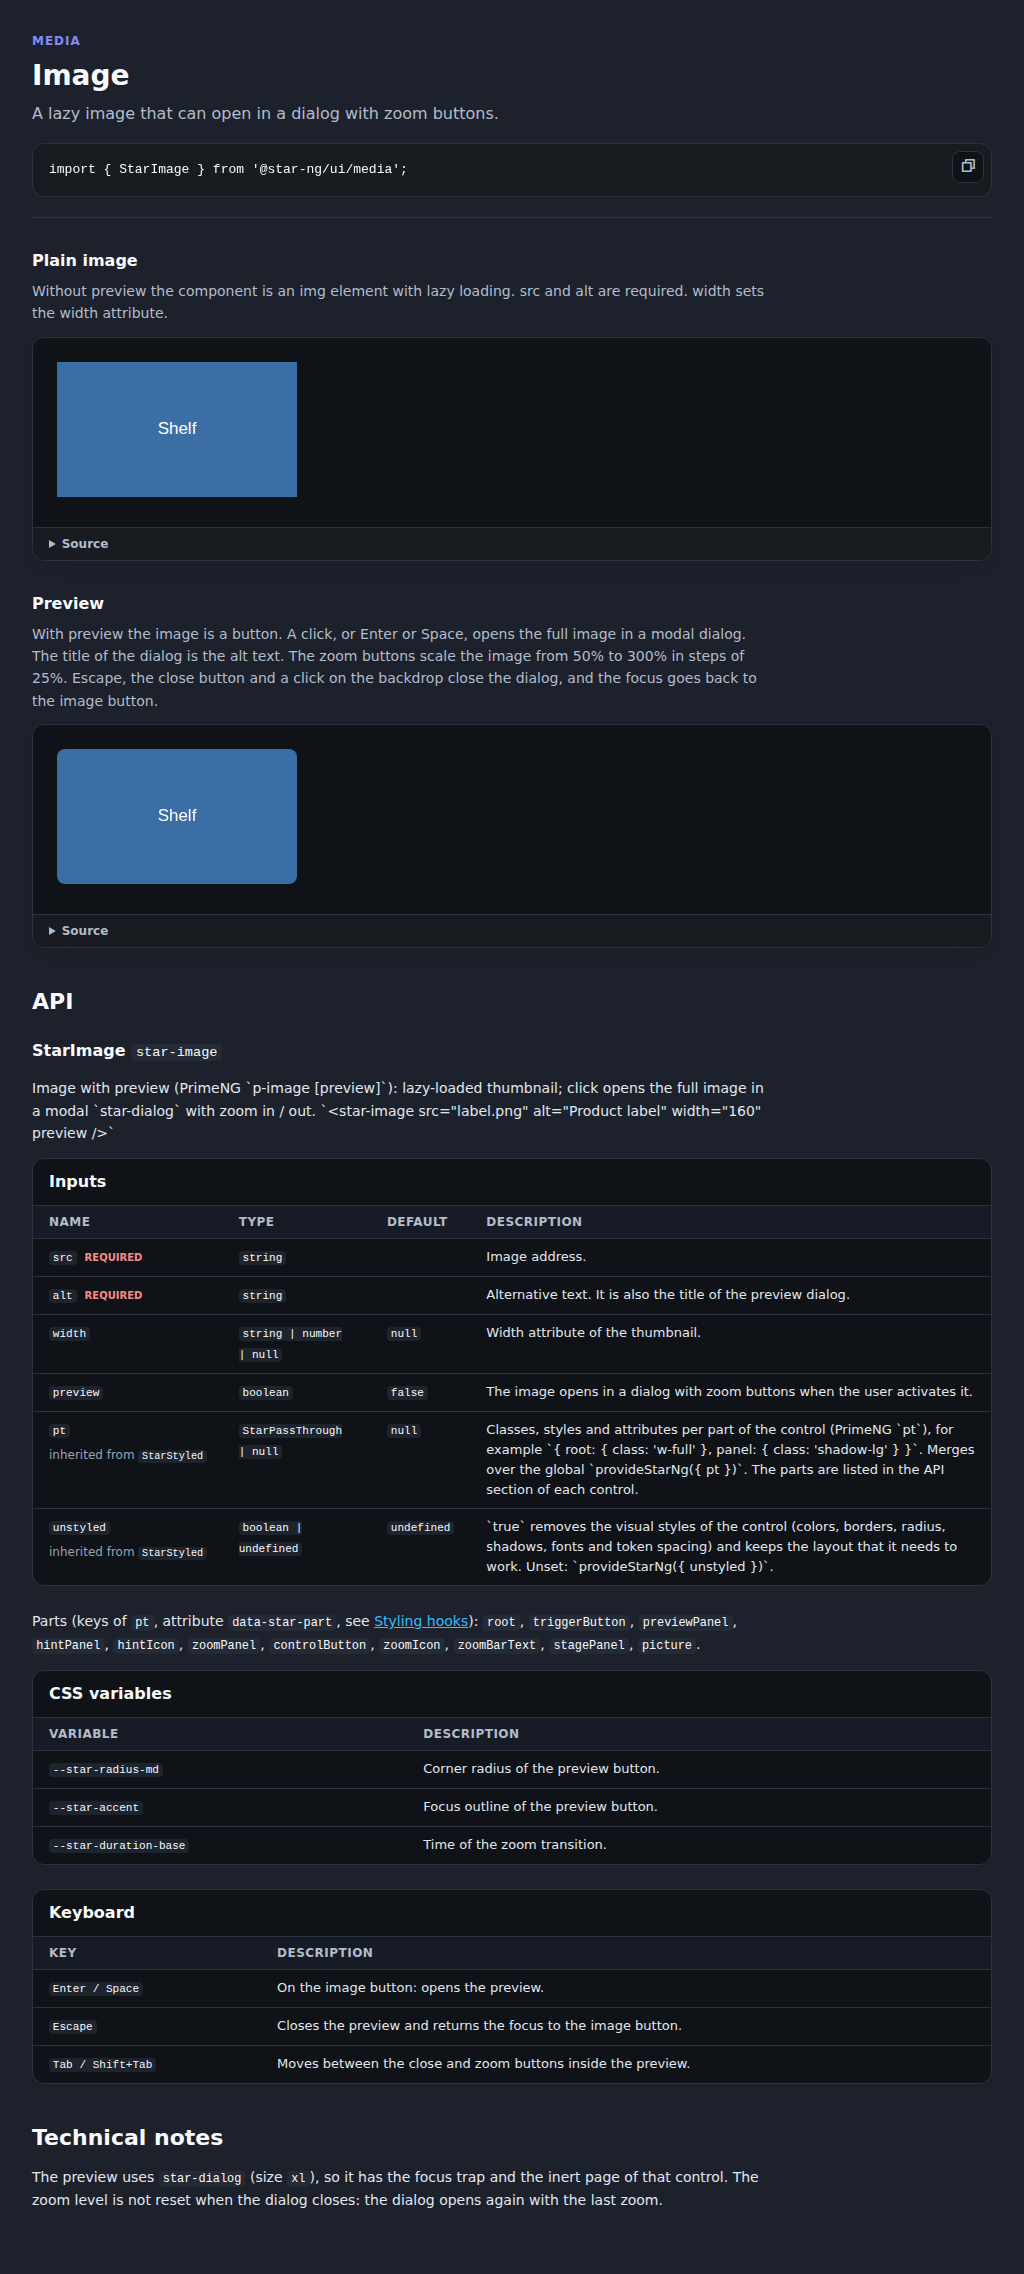 MEDIA
Image
A lazy image that can open in a dialog with zoom buttons.
import { StarImage } from '@star-ng/ui/media';
Plain image
Without preview the component is an img element with lazy loading. src and alt are required. width sets
the width attribute.
Shelf
Source
Preview
With preview the image is a button. A click, or Enter or Space, opens the full image in a modal dialog.
The title of the dialog is the alt text. The zoom buttons scale the image from 50% to 300% in steps of
25%. Escape, the close button and a click on the backdrop close the dialog, and the focus goes back to
the image button.
Shelf
Source
API
StarImage star-image
Image with preview (PrimeNG `p-image [preview]`): lazy-loaded thumbnail; click opens the full image in
a modal `star-dialog` with zoom in / out. `<star-image src="label.png" alt="Product label" width="160"
preview />`
Inputs
NAME TYPE DEFAULT DESCRIPTION
src REQUIRED string Image address.
alt REQUIRED string Alternative text. It is also the title of the preview dialog.
width string | number null Width attribute of the thumbnail.
| null
preview boolean false The image opens in a dialog with zoom buttons when the user activates it.
pt StarPassThrough null Classes, styles and attributes per part of the control (PrimeNG `pt`), for
inherited from StarStyled | null example `{ root: { class: 'w-full' }, panel: { class: 'shadow-lg' } }`. Merges
over the global `provideStarNg({ pt })`. The parts are listed in the API
section of each control.
unstyled boolean | undefined `true` removes the visual styles of the control (colors, borders, radius,
inherited from StarStyled undefined shadows, fonts and token spacing) and keeps the layout that it needs to
work. Unset: `provideStarNg({ unstyled })`.
Parts (keys of pt, attribute data-star-part, see Styling hooks): root, triggerButton, previewPanel,
hintPanel, hintIcon, zoomPanel, controlButton, zoomIcon, zoomBarText, stagePanel, picture.
CSS variables
VARIABLE DESCRIPTION
--star-radius-md Corner radius of the preview button.
--star-accent Focus outline of the preview button.
--star-duration-base Time of the zoom transition.
Keyboard
KEY DESCRIPTION
Enter / Space On the image button: opens the preview.
Escape Closes the preview and returns the focus to the image button.
Tab / Shift+Tab Moves between the close and zoom buttons inside the preview.
Technical notes
The preview uses star-dialog (size xl), so it has the focus trap and the inert page of that control. The
zoom level is not reset when the dialog closes: the dialog opens again with the last zoom.